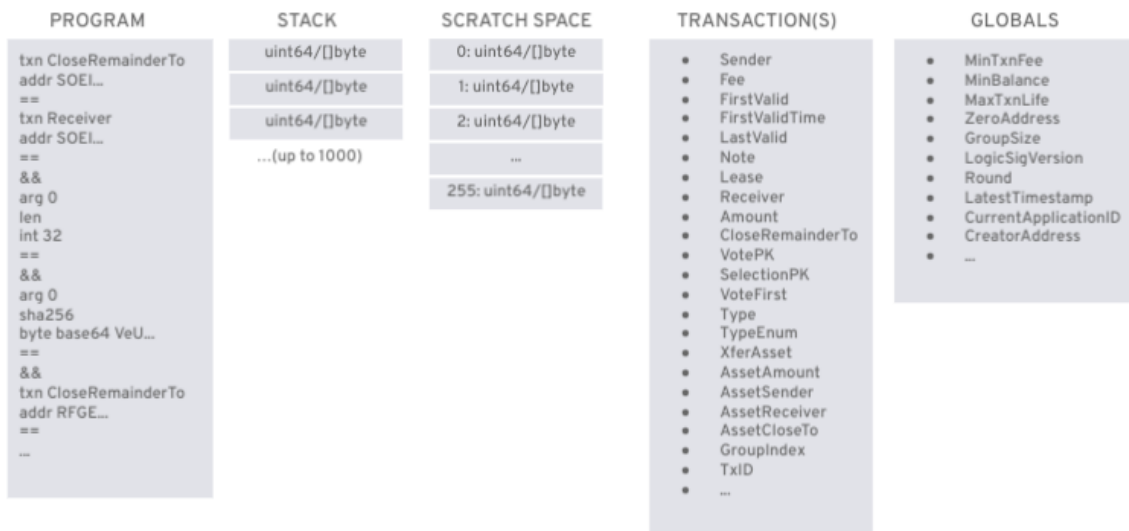 PROGRAM
txn CloseRemainderTo
addr SOEI...
==
txn Receiver
addr SOEI...
==
&&
arg 0
len
int 32
==
&&
arg 0
sha256
byte base64 VeU...
==
&&
txn CloseRemainderTo
addr RFGE...
==
...
STACK
uint64/[]byte
uint64/[]byte
uint64/[]byte
...(up to 1000)
SCRATCH SPACE
0: uint64/[]byte
1: uint64/[]byte
2: uint64/[]byte
...
255: uint64/[]byte
TRANSACTION(S)
• Sender
• Fee
• FirstValid
• FirstValidTime
• LastValid
• Note
• Lease
• Receiver
• Amount
• CloseRemainderTo
• VotePK
• SelectionPK
• VoteFirst
• Type
• TypeEnum
• XferAsset
• AssetAmount
• AssetSender
• AssetReceiver
• AssetCloseTo
• GroupIndex
• TxID
• ...
GLOBALS
• MinTxnFee
• MinBalance
• MaxTxnLife
• ZeroAddress
• GroupSize
• LogicSigVersion
• Round
• LatestTimestamp
• CurrentApplicationID
• CreatorAddress
• ...